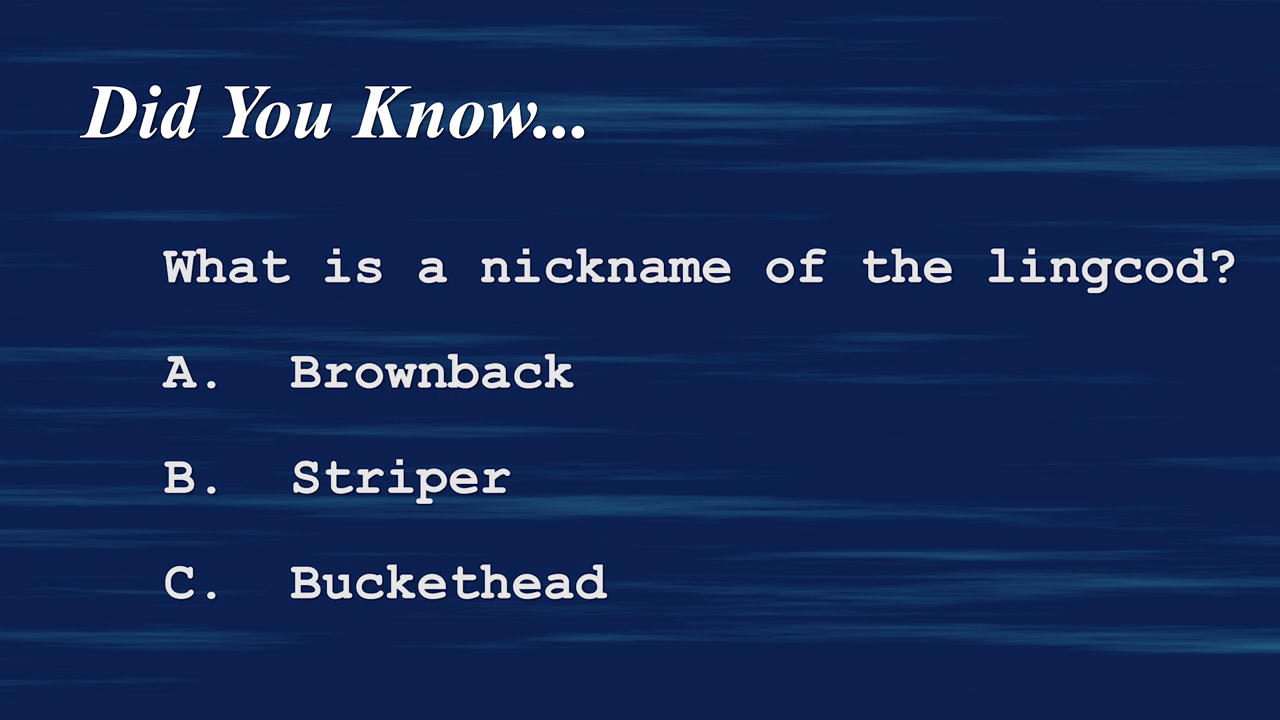 Did You Know...
What is a nickname of the lingcod?
A. Brownback
B. Striper
C. Buckethead